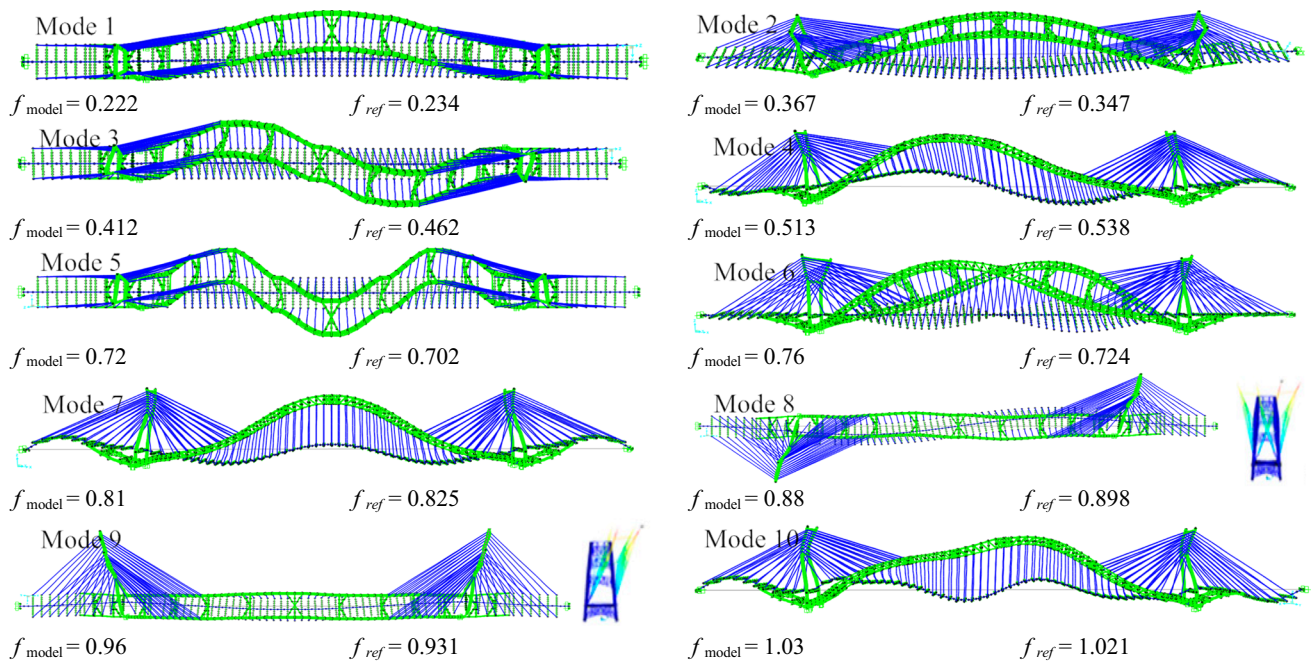 Mode 1
f model = 0.222 f ref = 0.234
Mode 2
f model = 0.367 f ref = 0.347
Mode 3
f model = 0.412 f ref = 0.462
Mode 4
f model = 0.513 f ref = 0.538
Mode 5
f model = 0.72 f ref = 0.702
Mode 6
f model = 0.76 f ref = 0.724
Mode 7
f model = 0.81 f ref = 0.825
Mode 8
f model = 0.88 f ref = 0.898
Mode 9
f model = 0.96 f ref = 0.931
Mode 10
f model = 1.03 f ref = 1.021